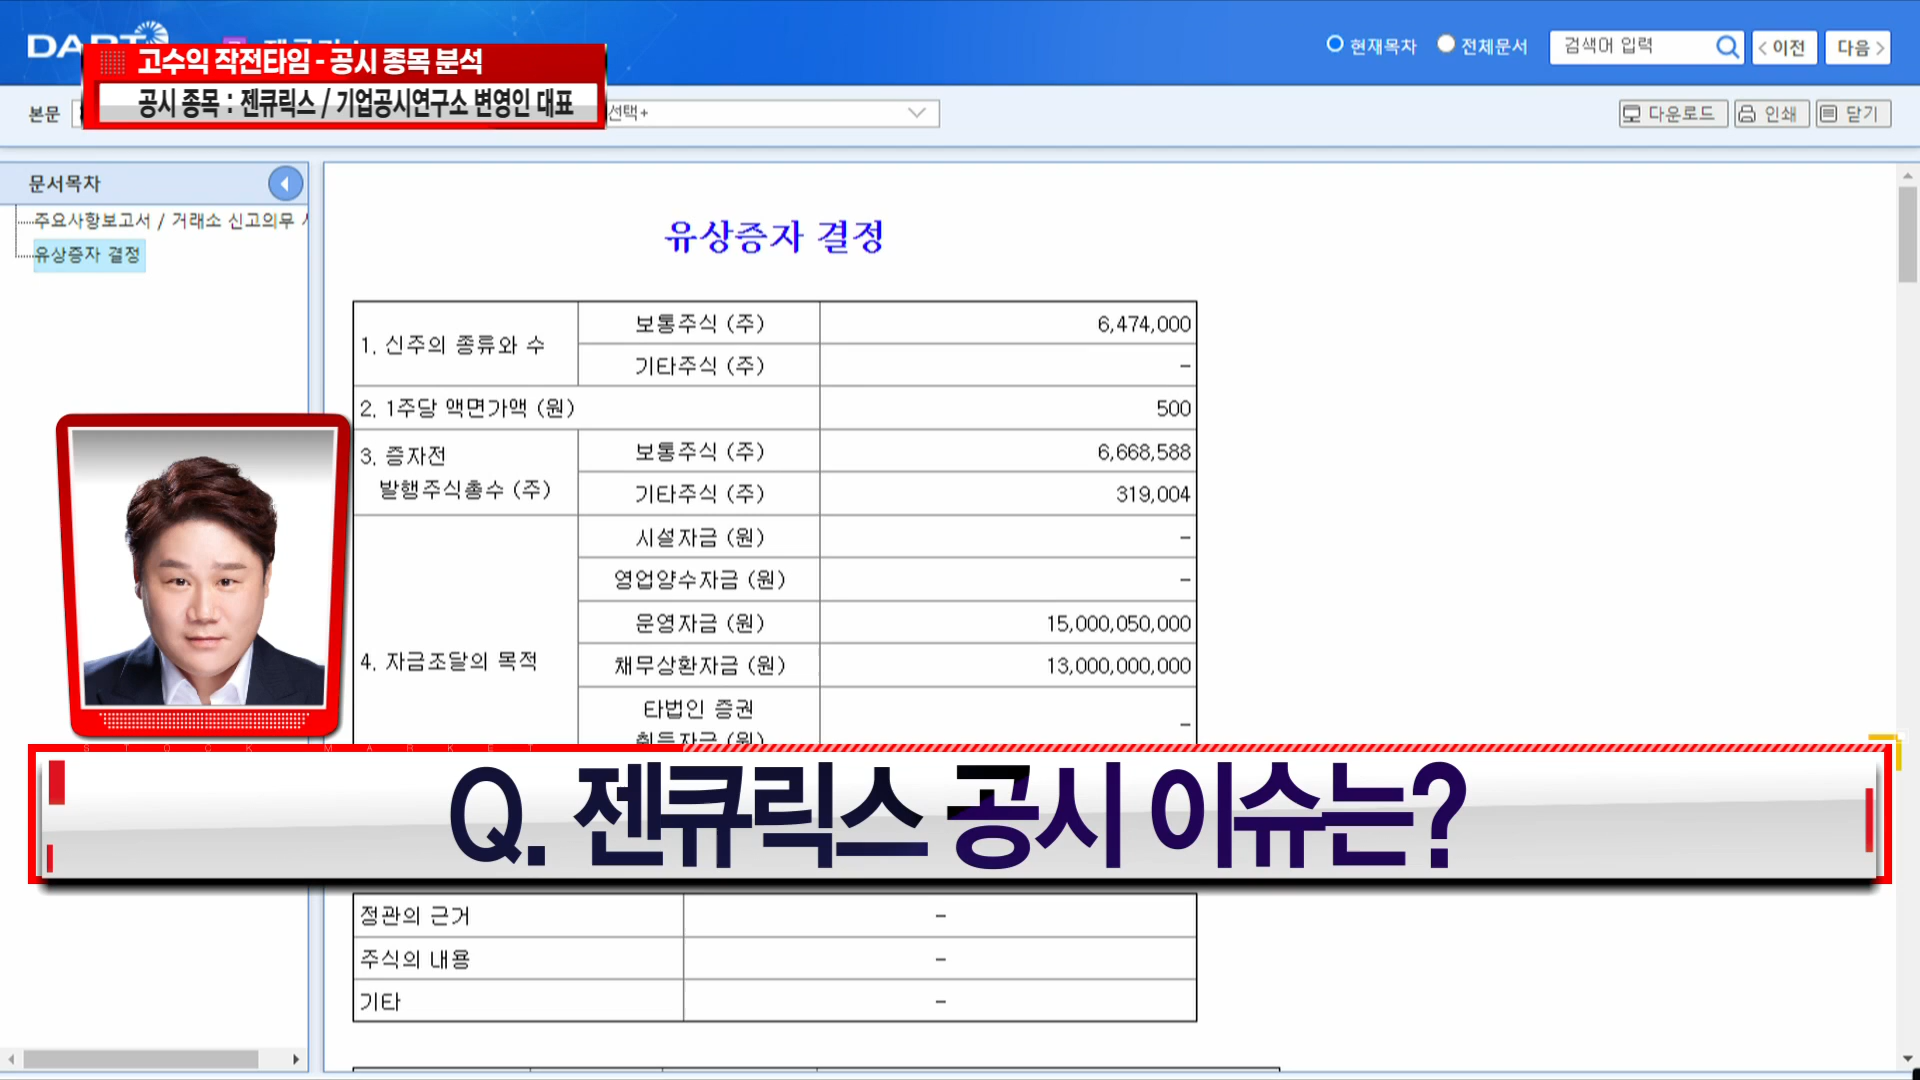 현재목차 전체문서 검색어 입력 이전 다음
고수익 작전타임 - 공시 종목 분석
공시 종목 : 젠큐릭스 / 기업공시연구소 변영인 대표
본문 선택+ 다운로드 인쇄 닫기
문서목차
주요사항보고서 / 거래소 신고의무
유상증자 결정
유상증자 결정
1. 신주의 종류와 수 보통주식 (주) 6,474,000
기타주식 (주) -
2. 1주당 액면가액 (원) 500
3. 증자전
발행주식총수 (주) 보통주식 (주) 6,668,588
기타주식 (주) 319,004
4. 자금조달의 목적 시설자금 (원) -
영업양수자금 (원) -
운영자금 (원) 15,000,050,000
채무상환자금 (원) 13,000,000,000
타법인 증권
취득자금 (원) -
STOCK MARKET
Q. 젠큐릭스 공시 이슈는?
정관의 근거 -
주식의 내용 -
기타 -